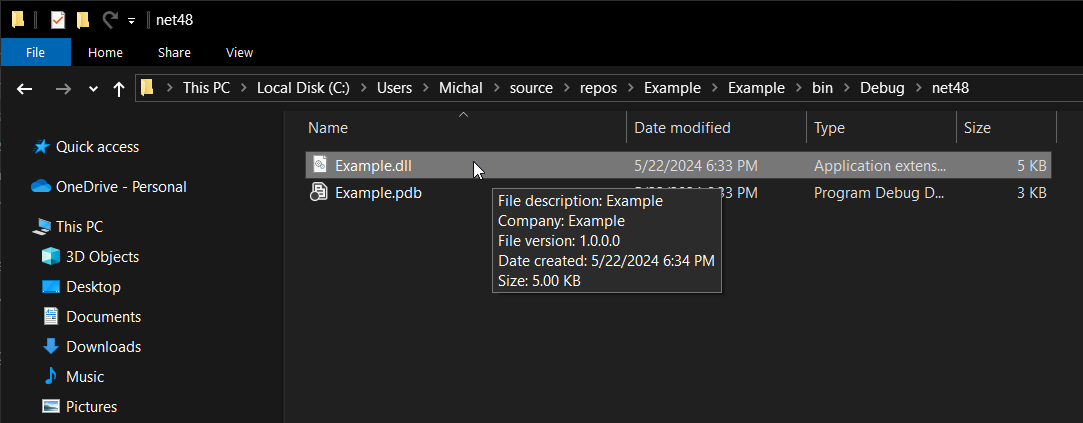 net48
File Home Share View
This PC Local Disk (C:) Users Michal source repos Example Example bin Debug net48
Name Date modified Type Size
Quick access
Example.dll 5/22/2024 6:33 PM Application extens... 5 KB
OneDrive - Personal
Example.pdb Program Debug D... 3 KB
File description: Example
Company: Example
File version: 1.0.0.0
Date created: 5/22/2024 6:34 PM
Size: 5.00 KB
This PC
3D Objects
Desktop
Documents
Downloads
Music
Pictures